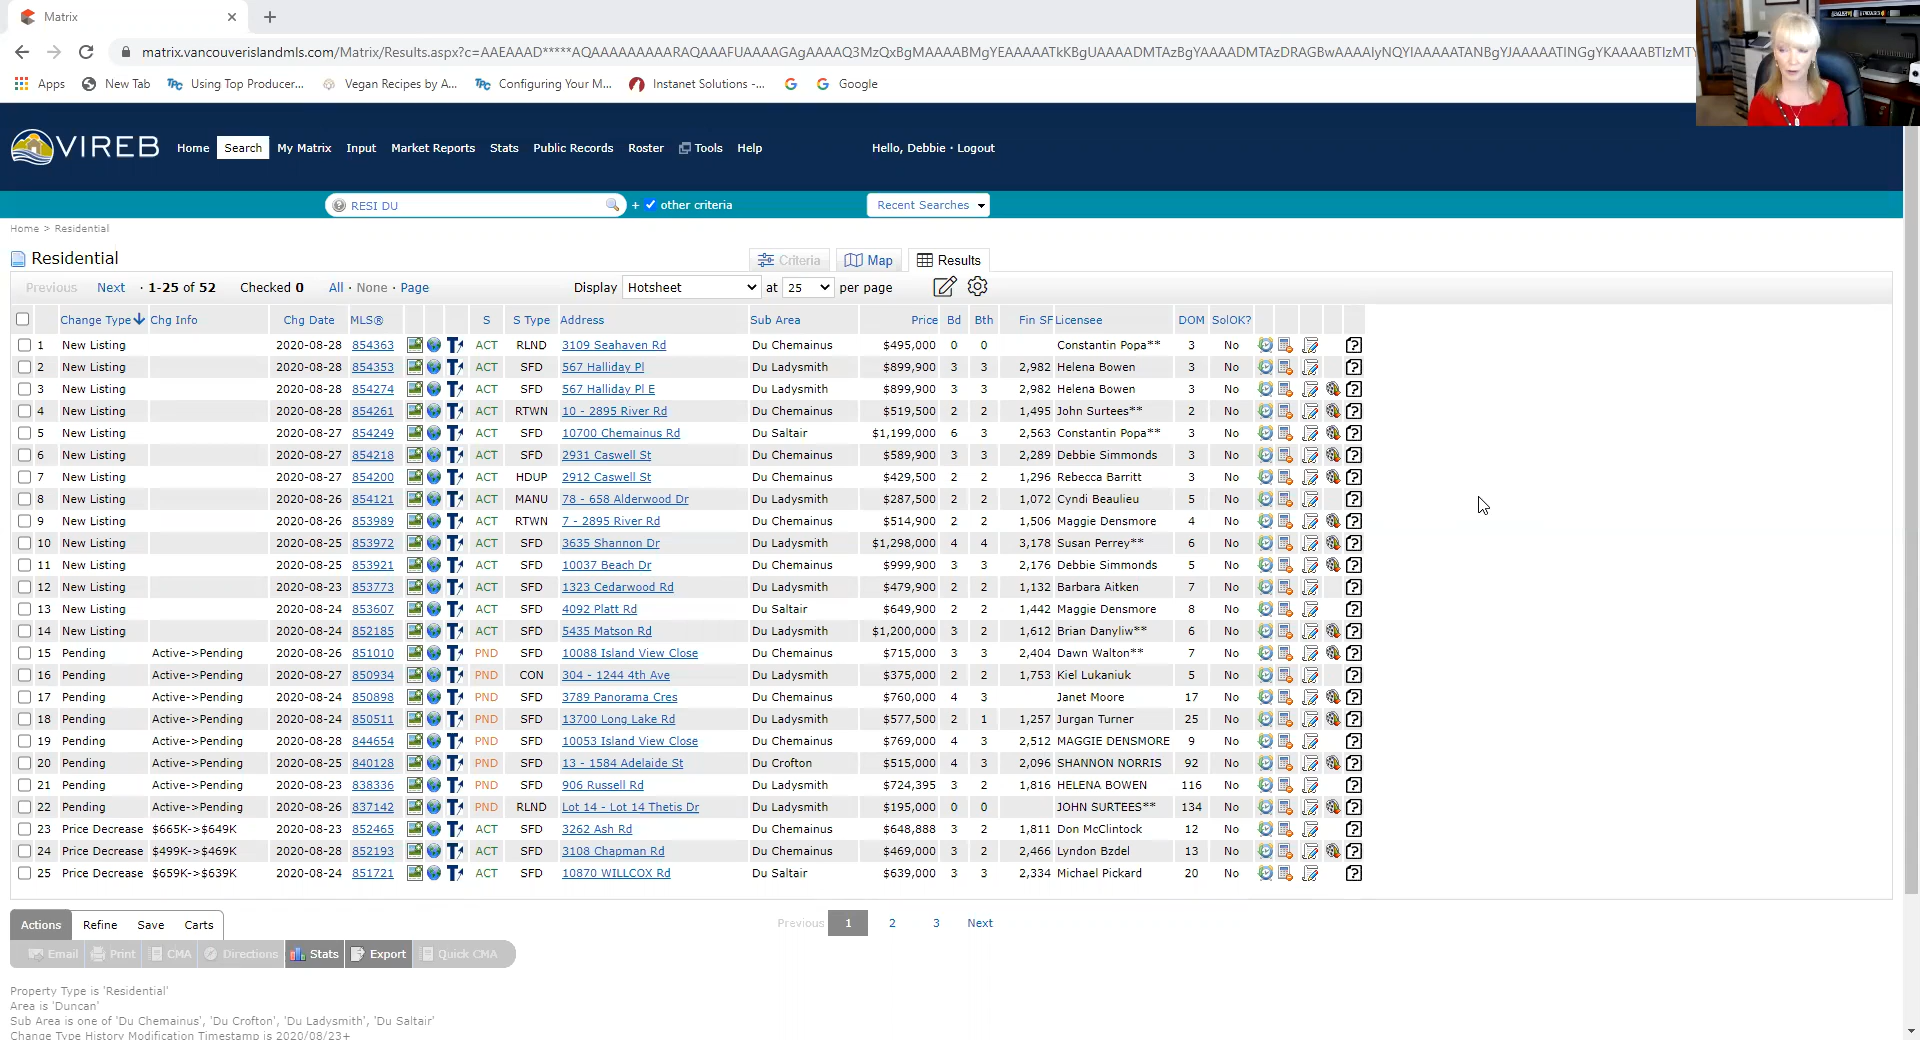 Matrix
matrix.vancouverislandmls.com/Matrix/Results.aspx?c=AAEAAAD*****AQAAAAAAAAARAQAAAFUAAAAGAgAAAAQ3MzQxBgMAAAABMgYEAAAAATkKBgUAAAADMTAzBgYAAAADMTAzDRAGBwAAAAIyNQYIAAAAATANBgYJAAAAATINGgYKAAAABTIzMTY
Apps New Tab Using Top Producer... Vegan Recipes by A... Configuring Your M... Instanet Solutions -... Google
VIREB Home Search My Matrix Input Market Reports Stats Public Records Roster Tools Help Hello, Debbie · Logout
RESI DU + other criteria Recent Searches
Home > Residential
Residential Criteria Map Results
Previous Next · 1-25 of 52 Checked 0 All · None · Page Display Hotsheet at 25 per page
Change Type Chg Info Chg Date MLS® S S Type Address Sub Area Price Bd Bth Fin SF Licensee DOM SolOK?
1 New Listing 2020-08-28 854363 ACT RLND 3109 Seahaven Rd Du Chemainus $495,000 0 0 Constantin Popa** 3 No
2 New Listing 2020-08-28 854353 ACT SFD 567 Halliday Pl Du Ladysmith $899,900 3 3 2,982 Helena Bowen 3 No
3 New Listing 2020-08-28 854274 ACT SFD 567 Halliday Pl E Du Ladysmith $899,900 3 3 2,982 Helena Bowen 3 No
4 New Listing 2020-08-28 854261 ACT RTWN 10 - 2895 River Rd Du Chemainus $519,500 2 2 1,495 John Surtees** 2 No
5 New Listing 2020-08-27 854249 ACT SFD 10700 Chemainus Rd Du Saltair $1,199,000 6 3 2,563 Constantin Popa** 3 No
6 New Listing 2020-08-27 854218 ACT SFD 2931 Caswell St Du Chemainus $589,900 3 3 2,289 Debbie Simmonds 3 No
7 New Listing 2020-08-27 854200 ACT HDUP 2912 Caswell St Du Chemainus $429,500 2 2 1,296 Rebecca Barritt 3 No
8 New Listing 2020-08-26 854121 ACT MANU 78 - 658 Alderwood Dr Du Ladysmith $287,500 2 2 1,072 Cyndi Beaulieu 5 No
9 New Listing 2020-08-26 853989 ACT RTWN 7 - 2895 River Rd Du Chemainus $514,900 2 2 1,506 Maggie Densmore 4 No
10 New Listing 2020-08-25 853972 ACT SFD 3635 Shannon Dr Du Ladysmith $1,298,000 4 4 3,178 Susan Perrey** 6 No
11 New Listing 2020-08-25 853921 ACT SFD 10037 Beach Dr Du Chemainus $999,900 3 3 2,176 Debbie Simmonds 5 No
12 New Listing 2020-08-23 853773 ACT SFD 1323 Cedarwood Rd Du Ladysmith $479,900 2 2 1,132 Barbara Aitken 7 No
13 New Listing 2020-08-24 853607 ACT SFD 4092 Platt Rd Du Saltair $649,900 2 2 1,442 Maggie Densmore 8 No
14 New Listing 2020-08-24 852185 ACT SFD 5435 Matson Rd Du Ladysmith $1,200,000 3 2 1,612 Brian Danyliw** 6 No
15 Pending Active->Pending 2020-08-26 851010 PND SFD 10088 Island View Close Du Chemainus $715,000 3 3 2,404 Dawn Walton** 7 No
16 Pending Active->Pending 2020-08-27 850934 PND CON 304 - 1244 4th Ave Du Ladysmith $375,000 2 2 1,753 Kiel Lukaniuk 5 No
17 Pending Active->Pending 2020-08-24 850898 PND SFD 3789 Panorama Cres Du Chemainus $760,000 4 3 Janet Moore 17 No
18 Pending Active->Pending 2020-08-24 850511 PND SFD 13700 Long Lake Rd Du Ladysmith $577,500 2 1 1,257 Jurgan Turner 25 No
19 Pending Active->Pending 2020-08-28 844654 PND SFD 10053 Island View Close Du Chemainus $769,000 4 3 2,512 MAGGIE DENSMORE 9 No
20 Pending Active->Pending 2020-08-25 840128 PND SFD 13 - 1584 Adelaide St Du Crofton $515,000 4 3 2,096 SHANNON NORRIS 92 No
21 Pending Active->Pending 2020-08-23 838336 PND SFD 906 Russell Rd Du Ladysmith $724,395 3 2 1,816 HELENA BOWEN 116 No
22 Pending Active->Pending 2020-08-26 837142 PND RLND Lot 14 - Lot 14 Thetis Dr Du Ladysmith $195,000 0 0 JOHN SURTEES** 134 No
23 Price Decrease $665K->$649K 2020-08-23 852465 ACT SFD 3262 Ash Rd Du Chemainus $648,888 3 2 1,811 Don McClintock 12 No
24 Price Decrease $499K->$469K 2020-08-28 852193 ACT SFD 3108 Chapman Rd Du Chemainus $469,000 3 2 2,466 Lyndon Bzdel 13 No
25 Price Decrease $659K->$639K 2020-08-24 851721 ACT SFD 10870 WILLCOX Rd Du Saltair $639,000 3 3 2,334 Michael Pickard 20 No
Actions Refine Save Carts Previous 1 2 3 Next
Email Print CMA Directions Stats Export Quick CMA
Property Type is 'Residential'
Area is 'Duncan'
Sub Area is one of 'Du Chemainus', 'Du Crofton', 'Du Ladysmith', 'Du Saltair'
Change Type History Modification Timestamp is 2020/08/23+